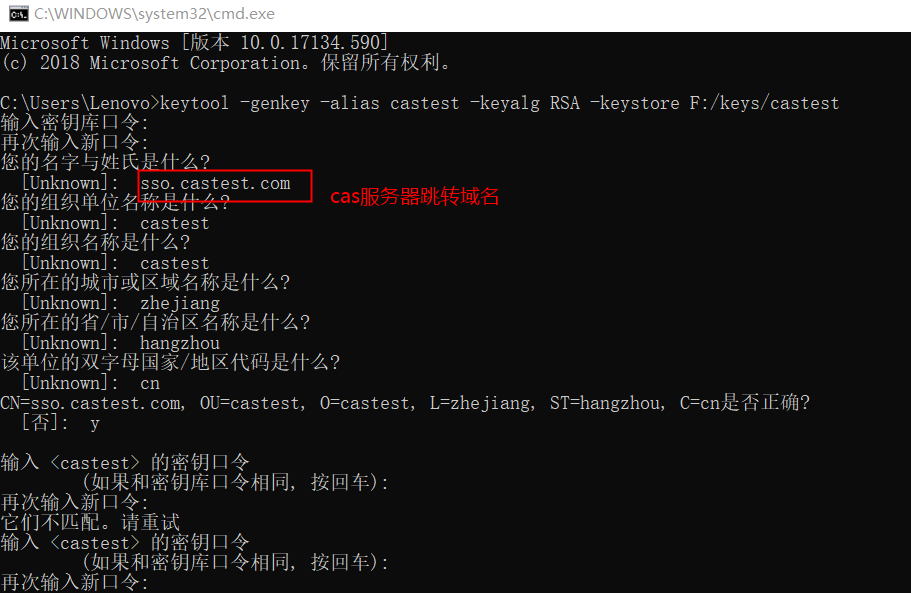 C:\WINDOWS\system32\cmd.exe
Microsoft Windows [版本 10.0.17134.590]
(c) 2018 Microsoft Corporation。保留所有权利。
C:\Users\Lenovo>keytool -genkey -alias castest -keyalg RSA -keystore F:/keys/castest
输入密钥库口令:
再次输入新口令:
您的名字与姓氏是什么?
[Unknown]: sso.castest.com
cas服务器跳转域名
您的组织单位名称是什么?
[Unknown]: castest
您的组织名称是什么?
[Unknown]: castest
您所在的城市或区域名称是什么?
[Unknown]: zhejiang
您所在的省/市/自治区名称是什么?
[Unknown]: hangzhou
该单位的双字母国家/地区代码是什么?
[Unknown]: cn
CN=sso.castest.com, OU=castest, O=castest, L=zhejiang, ST=hangzhou, C=cn是否正确?
[否]: y
输入 <castest> 的密钥口令
(如果和密钥库口令相同, 按回车):
再次输入新口令:
它们不匹配。请重试
输入 <castest> 的密钥口令
(如果和密钥库口令相同, 按回车):
再次输入新口令: